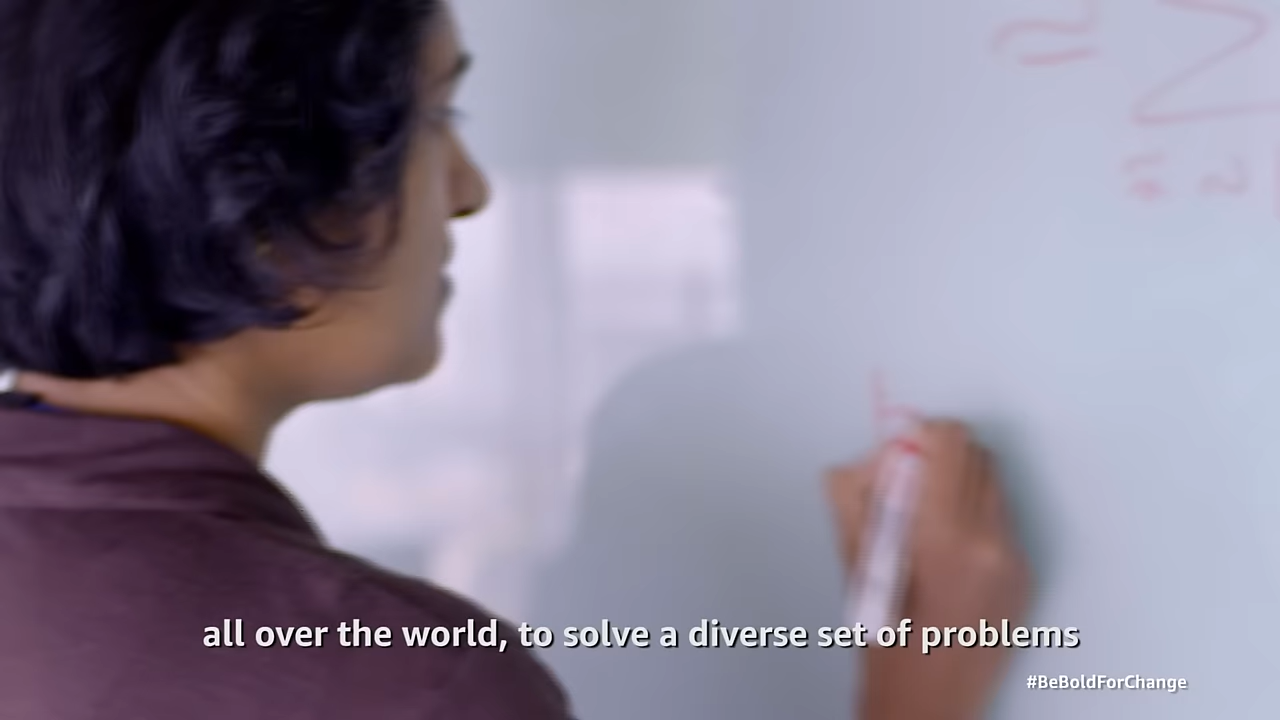 all over the world, to solve a diverse set of problems
#BeBoldForChange